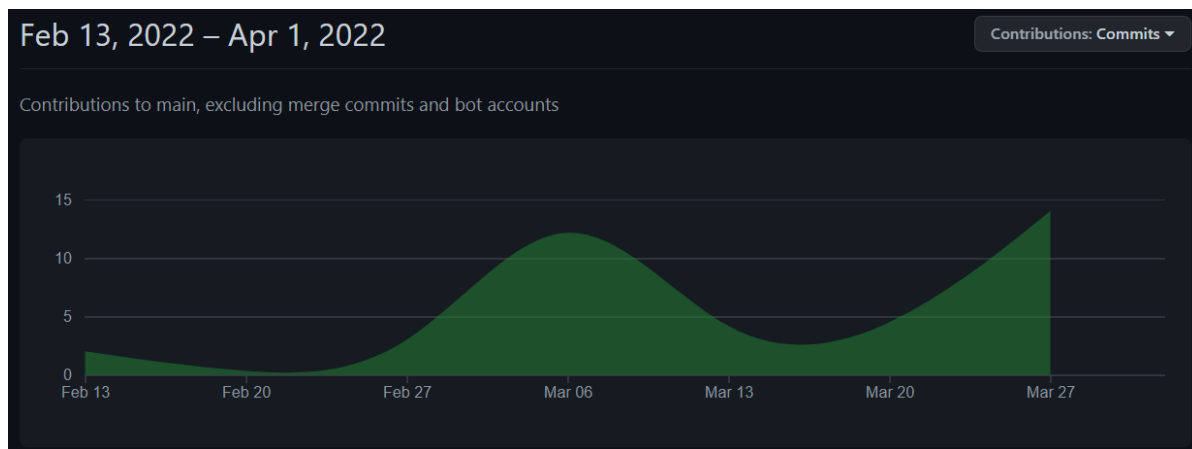 Feb 13, 2022 – Apr 1, 2022
Contributions: Commits
Contributions to main, excluding merge commits and bot accounts
15
10
5
0
Feb 13 Feb 20 Feb 27 Mar 06 Mar 13 Mar 20 Mar 27